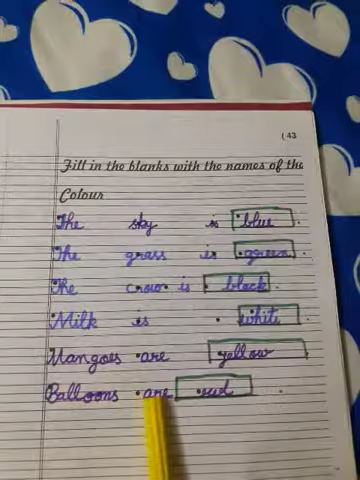 ( 43
Fill in the blanks with the names of the
Colour
The sky is blue .
The grass is green .
The crow is black .
Milk is white .
Mangoes are yellow
Balloons are red .